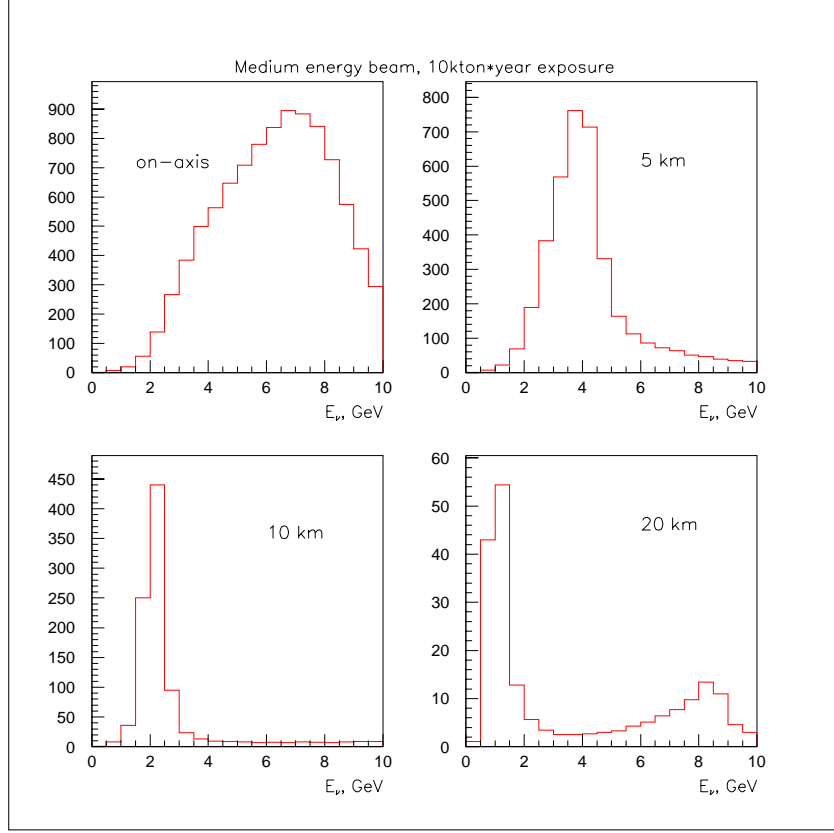 Medium energy beam, 10kton*year exposure
on-axis
900
800
700
600
500
400
300
200
100
0
0 2 4 6 8 10
E_ν, GeV
5 km
800
700
600
500
400
300
200
100
0
0 2 4 6 8 10
E_ν, GeV
10 km
450
400
350
300
250
200
150
100
50
0
0 2 4 6 8 10
E_ν, GeV
20 km
60
50
40
30
20
10
0
0 2 4 6 8 10
E_ν, GeV